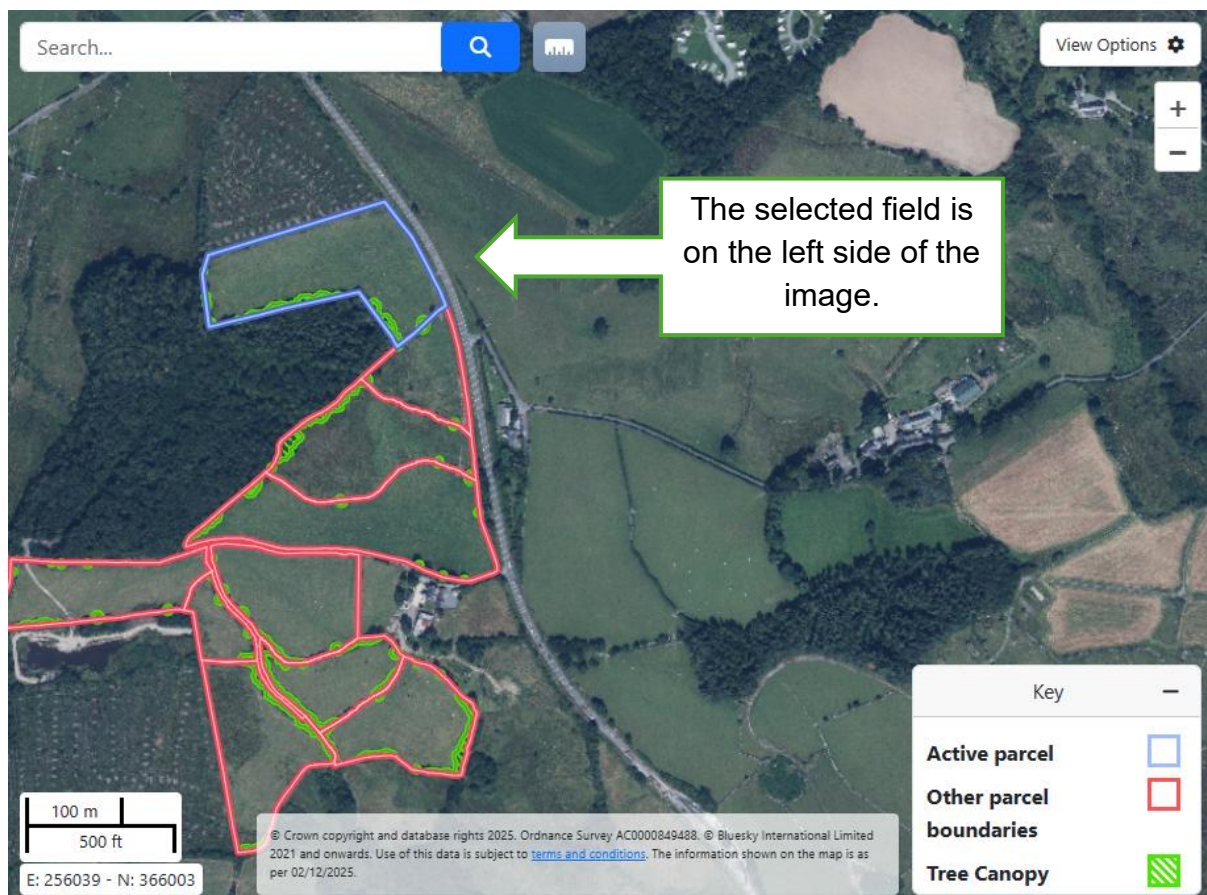 Search...
View Options
+
−
The selected field is
on the left side of the
image.
Key −
Active parcel
Other parcel
boundaries
Tree Canopy
100 m
500 ft
E: 256039 - N: 366003
© Crown copyright and database rights 2025. Ordnance Survey AC0000849488. © Bluesky International Limited
2021 and onwards. Use of this data is subject to terms and conditions. The information shown on the map is as
per 02/12/2025.